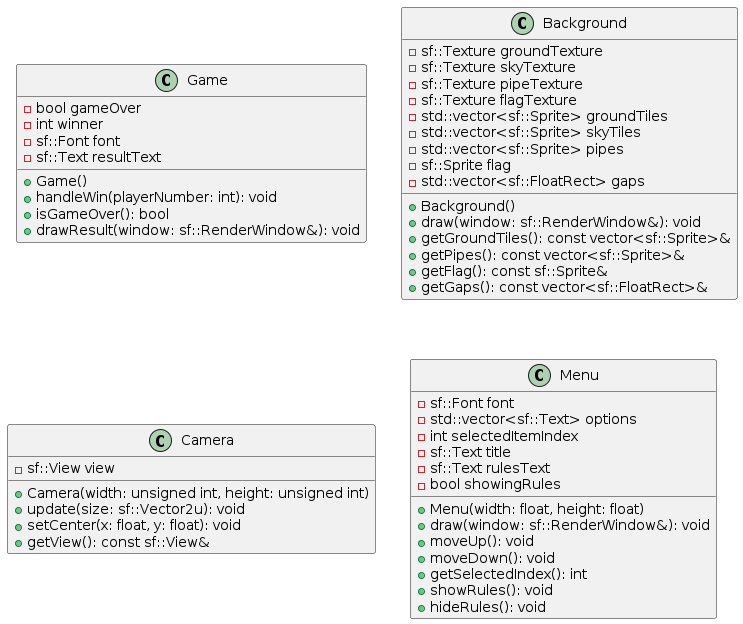 C Game
bool gameOver
int winner
sf::Font font
sf::Text resultText
Game()
handleWin(playerNumber: int): void
isGameOver(): bool
drawResult(window: sf::RenderWindow&): void
C Background
sf::Texture groundTexture
sf::Texture skyTexture
sf::Texture pipeTexture
sf::Texture flagTexture
std::vector<sf::Sprite> groundTiles
std::vector<sf::Sprite> skyTiles
std::vector<sf::Sprite> pipes
sf::Sprite flag
std::vector<sf::FloatRect> gaps
Background()
draw(window: sf::RenderWindow&): void
getGroundTiles(): const vector<sf::Sprite>&
getPipes(): const vector<sf::Sprite>&
getFlag(): const sf::Sprite&
getGaps(): const vector<sf::FloatRect>&
C Camera
sf::View view
Camera(width: unsigned int, height: unsigned int)
update(size: sf::Vector2u): void
setCenter(x: float, y: float): void
getView(): const sf::View&
C Menu
sf::Font font
std::vector<sf::Text> options
int selectedItemIndex
sf::Text title
sf::Text rulesText
bool showingRules
Menu(width: float, height: float)
draw(window: sf::RenderWindow&): void
moveUp(): void
moveDown(): void
getSelectedIndex(): int
showRules(): void
hideRules(): void